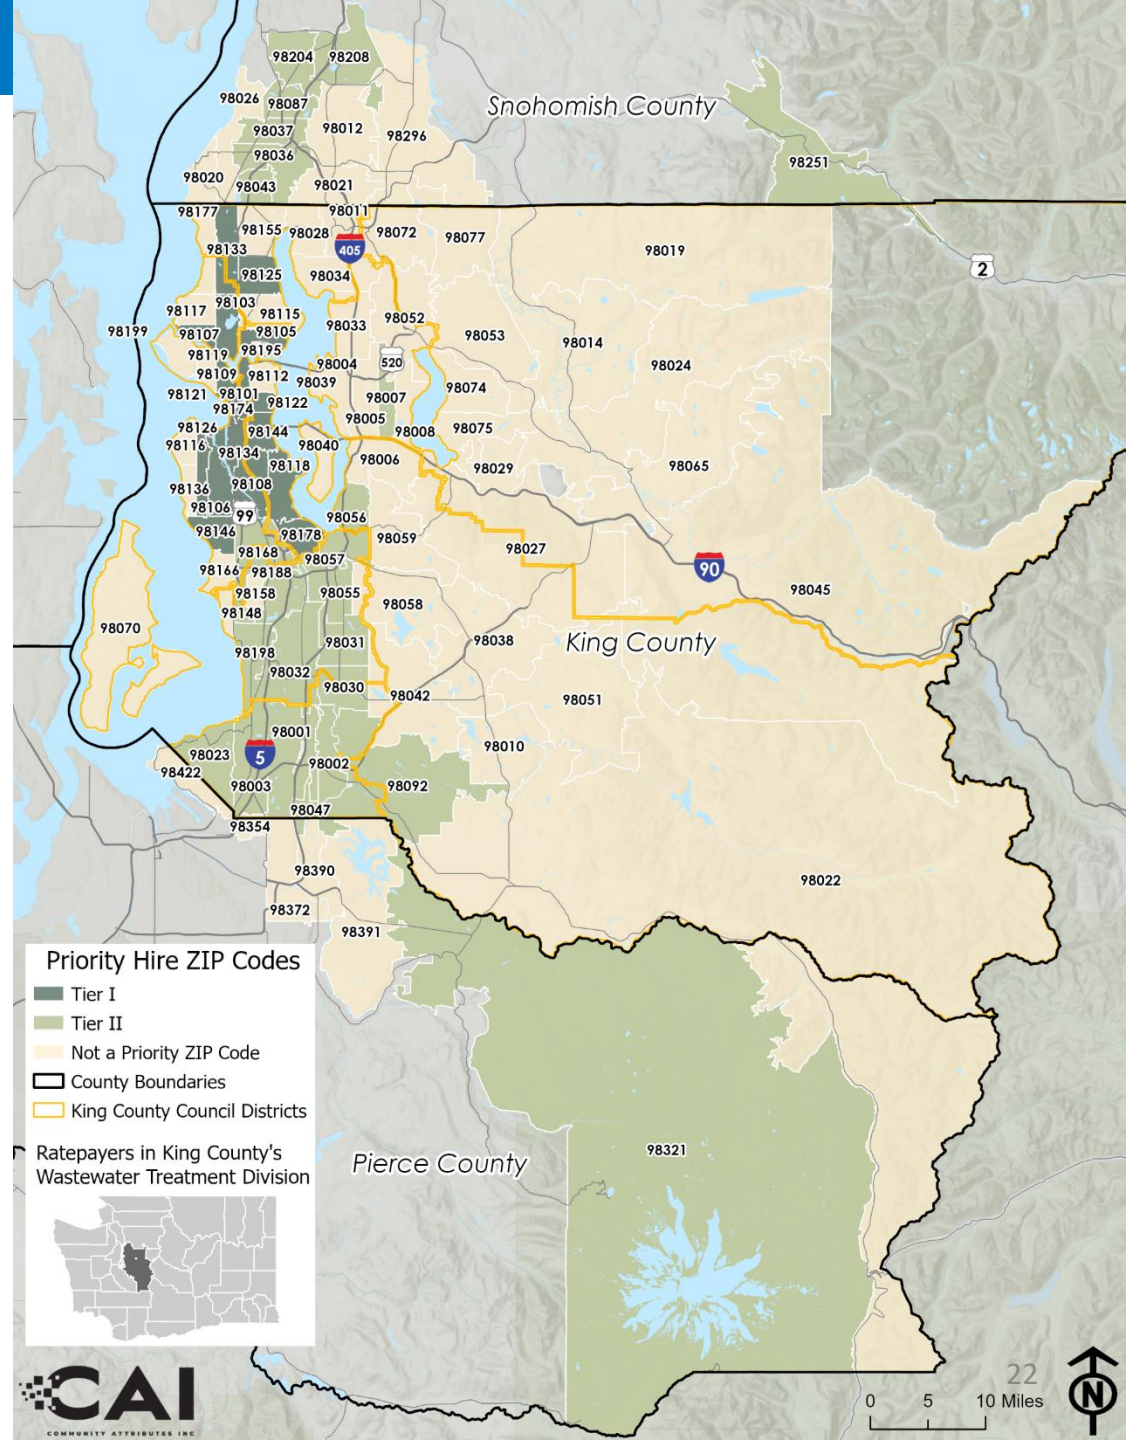 98204 98208
98026 98087
Snohomish County
98037 98012 98296
98036
98251
98020 98043 98021
98177 98011
98155 98028 98072 98077
98133 405 98019
98125 98034 2
98103
98117 98115 98033 98052
98199 98107 98105 98053
98119 98195 98014
98109 98112 98004 520 98024
98039
98121 98101 98007 98074
98174 98122 98005
98126 98144 98008 98075
98116 98134 98040
98118 98006 98029 98065
98136 98108
98106 99 98056
98146 98178 98059 98027
98168 98057
98166 98188 90
98158 98055 98045
98148 98058
98070 98031 98038 King County
98198
98032 98030 98042 98051
98001
98023 5 98002 98010
98422 98003 98092
98047
98354
98390 98022
98372
98391
Priority Hire ZIP Codes
Tier I
Tier II
Not a Priority ZIP Code
County Boundaries
King County Council Districts
Ratepayers in King County's
Wastewater Treatment Division
Pierce County
98321
CAI
COMMUNITY ATTRIBUTES INC
22
0 5 10 Miles
N